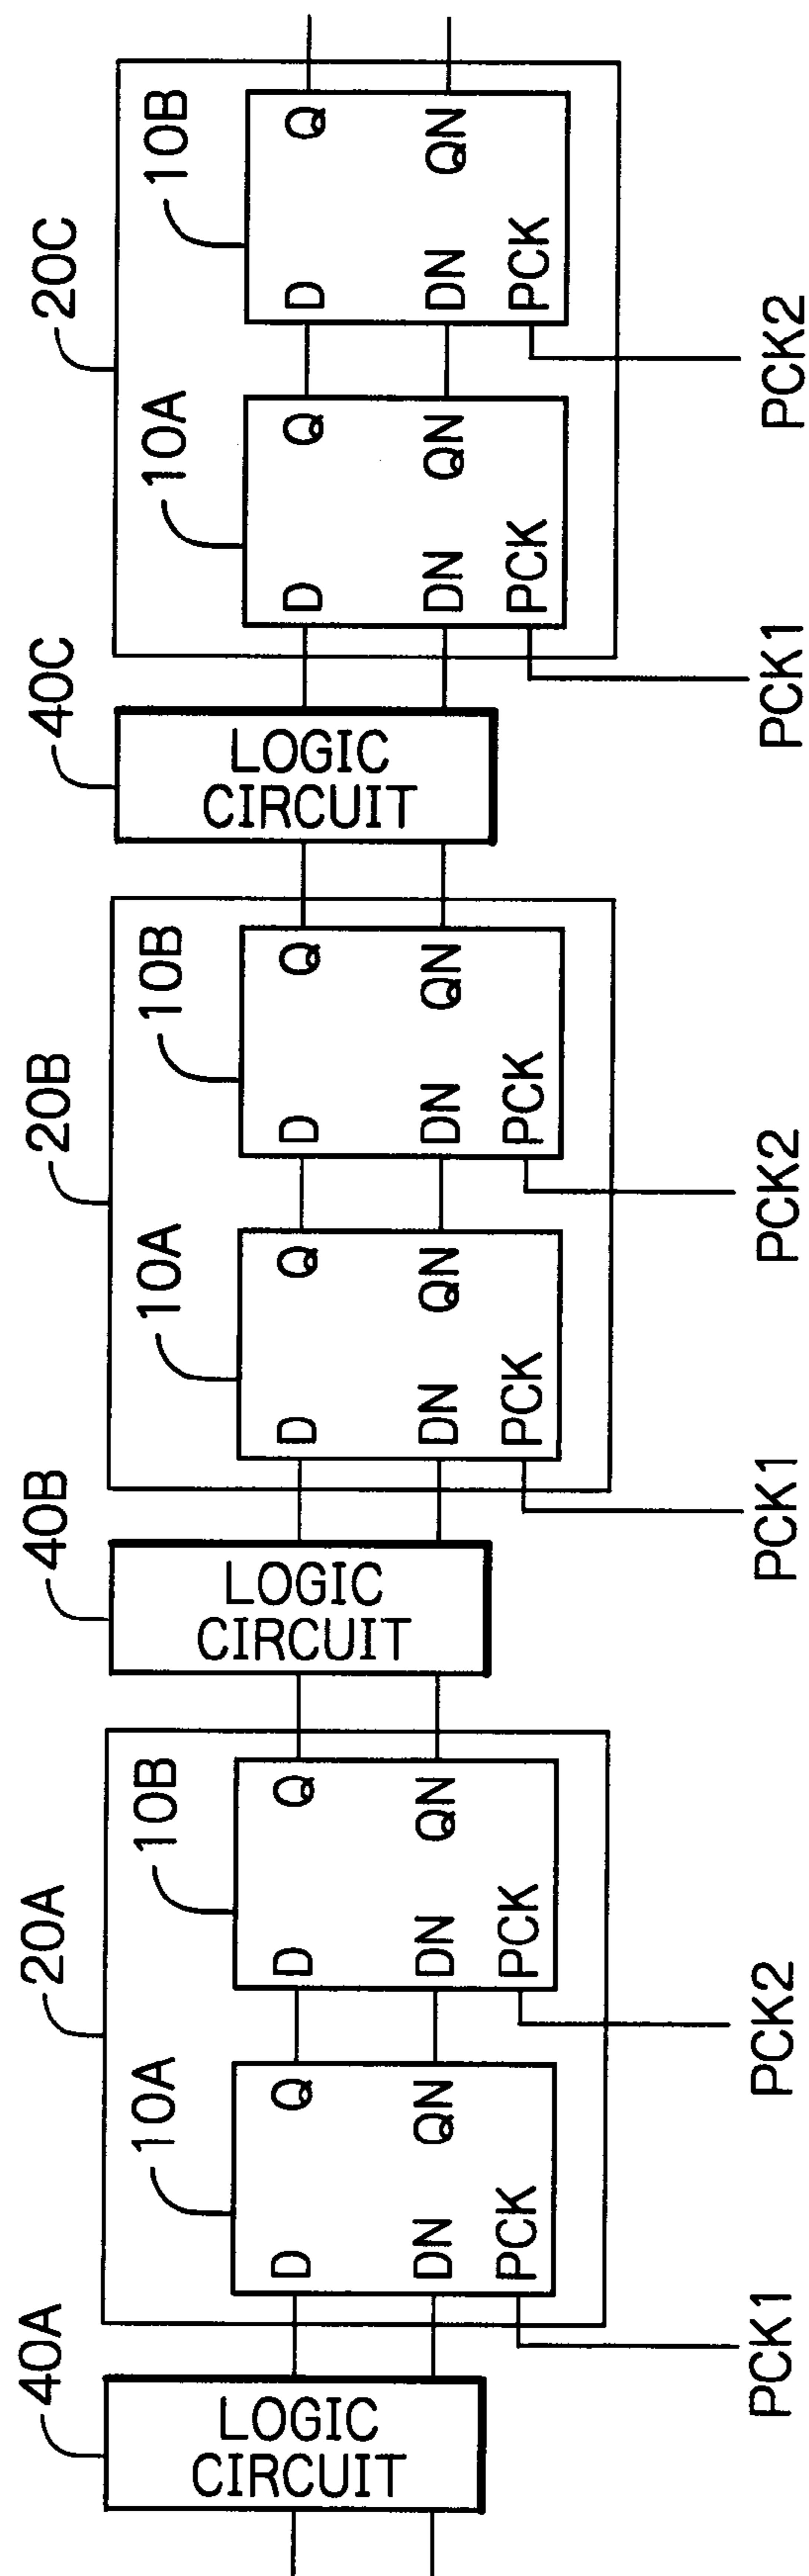 40A
LOGIC
CIRCUIT
20A
10A
D Q
DN QN
PCK
PCK1
10B
D Q
DN QN
PCK
PCK2
40B
LOGIC
CIRCUIT
20B
10A
D Q
DN QN
PCK
PCK1
10B
D Q
DN QN
PCK
PCK2
40C
LOGIC
CIRCUIT
20C
10A
D Q
DN QN
PCK
PCK1
10B
D Q
DN QN
PCK
PCK2